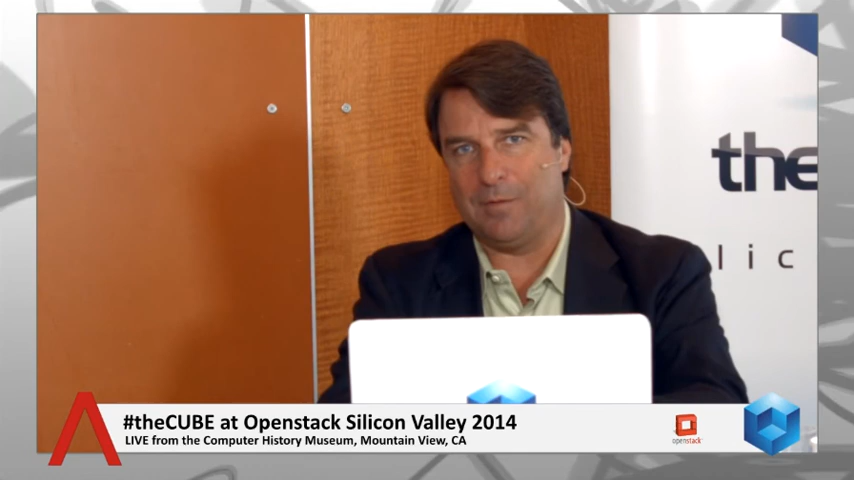 the
lic
#theCUBE at Openstack Silicon Valley 2014
LIVE from the Computer History Museum, Mountain View, CA
openstack